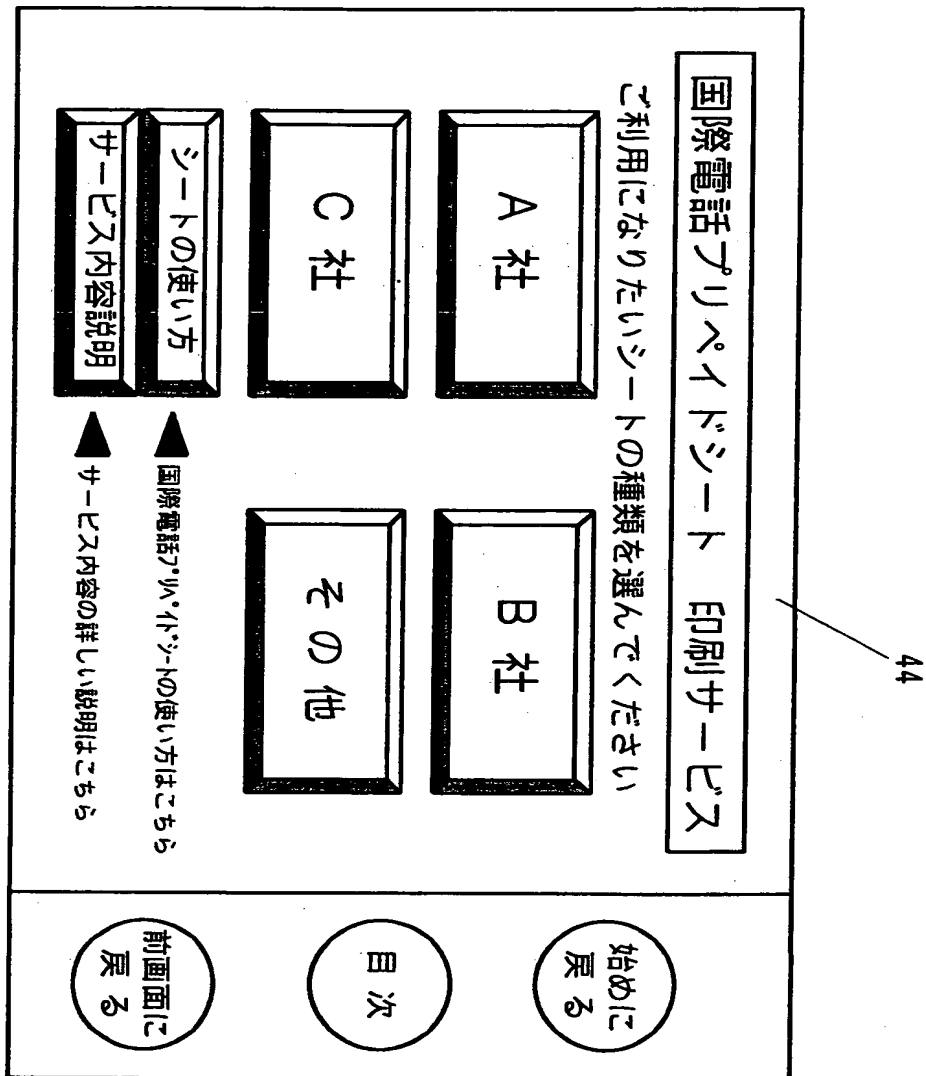 44
国際電話プリペイドシート 印刷サービス
ご利用になりたいシートの種類を選んでください
A社
B社
C社
その他
シートの使い方
国際電話プリペイドシートの使い方はこちら
サービス内容説明
サービス内容の詳しい説明はこちら
始めに
戻る
目次
前画面に
戻る